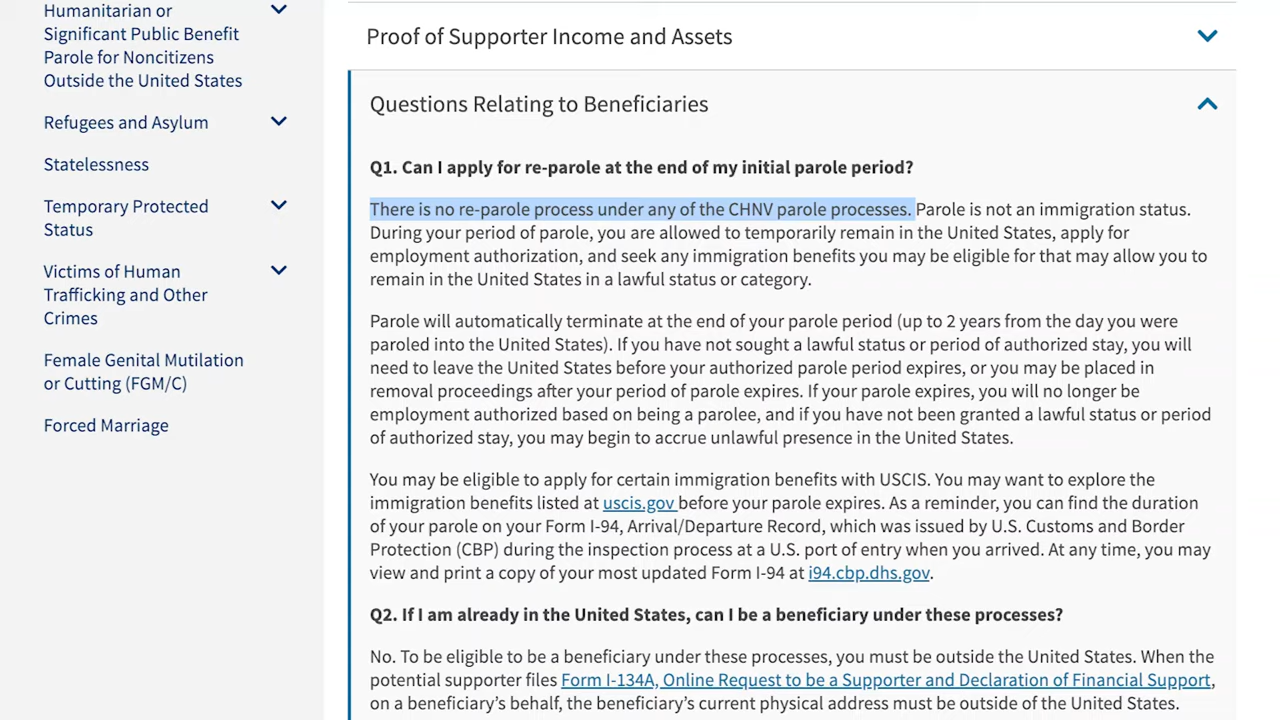 Humanitarian or
Significant Public Benefit
Parole for Noncitizens
Outside the United States
Refugees and Asylum
Statelessness
Temporary Protected
Status
Victims of Human
Trafficking and Other
Crimes
Female Genital Mutilation
or Cutting (FGM/C)
Forced Marriage
Proof of Supporter Income and Assets
Questions Relating to Beneficiaries
Q1. Can I apply for re-parole at the end of my initial parole period?
There is no re-parole process under any of the CHNV parole processes. Parole is not an immigration status.
During your period of parole, you are allowed to temporarily remain in the United States, apply for
employment authorization, and seek any immigration benefits you may be eligible for that may allow you to
remain in the United States in a lawful status or category.
Parole will automatically terminate at the end of your parole period (up to 2 years from the day you were
paroled into the United States). If you have not sought a lawful status or period of authorized stay, you will
need to leave the United States before your authorized parole period expires, or you may be placed in
removal proceedings after your period of parole expires. If your parole expires, you will no longer be
employment authorized based on being a parolee, and if you have not been granted a lawful status or period
of authorized stay, you may begin to accrue unlawful presence in the United States.
You may be eligible to apply for certain immigration benefits with USCIS. You may want to explore the
immigration benefits listed at uscis.gov before your parole expires. As a reminder, you can find the duration
of your parole on your Form I-94, Arrival/Departure Record, which was issued by U.S. Customs and Border
Protection (CBP) during the inspection process at a U.S. port of entry when you arrived. At any time, you may
view and print a copy of your most updated Form I-94 at i94.cbp.dhs.gov.
Q2. If I am already in the United States, can I be a beneficiary under these processes?
No. To be eligible to be a beneficiary under these processes, you must be outside the United States. When the
potential supporter files Form I-134A, Online Request to be a Supporter and Declaration of Financial Support,
on a beneficiary's behalf, the beneficiary's current physical address must be outside of the United States.